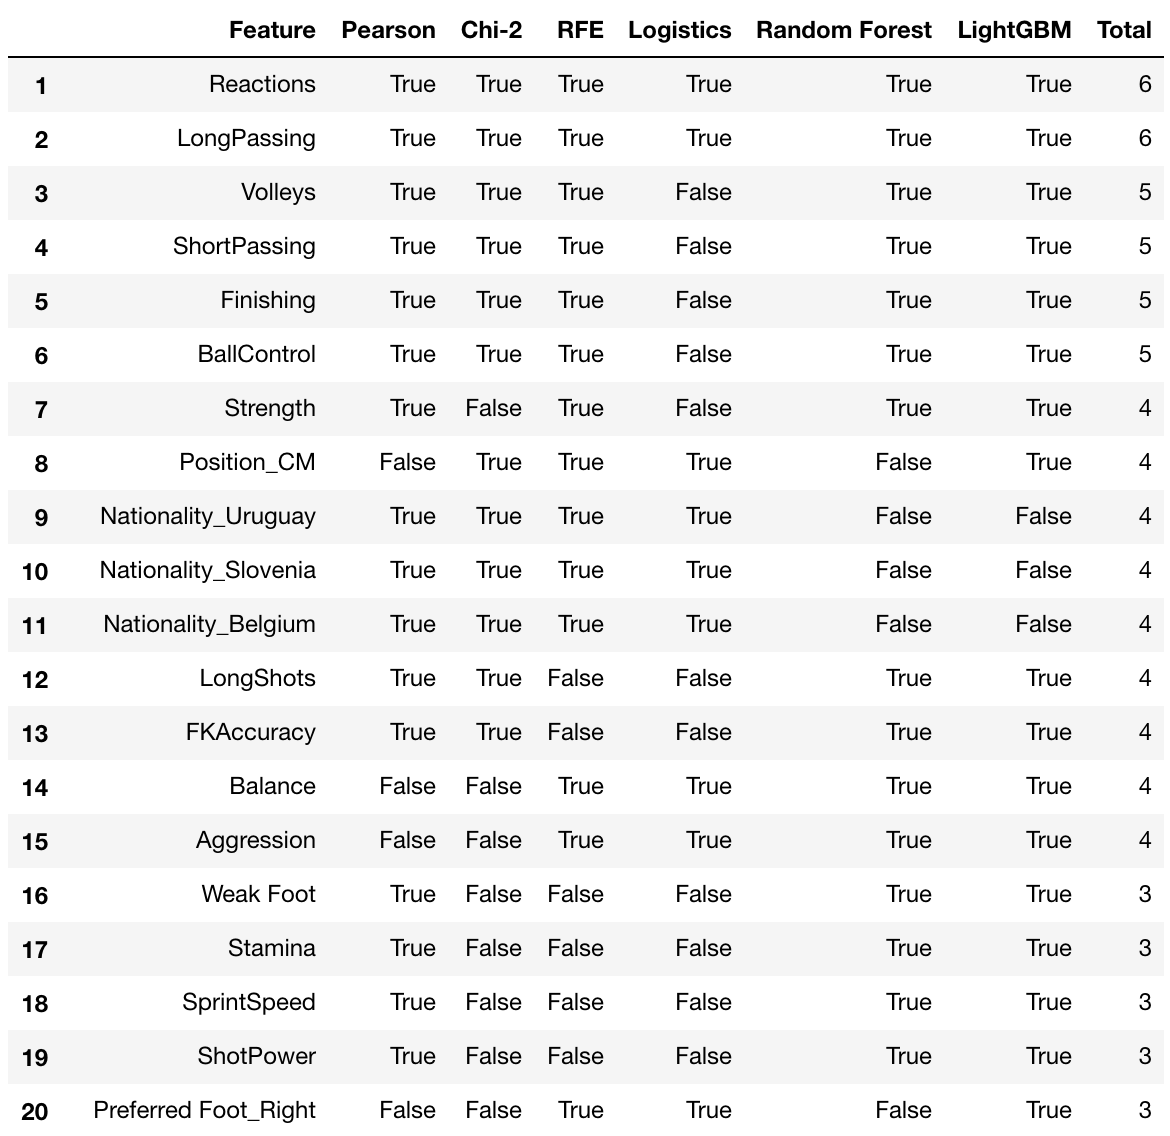 Feature Pearson Chi-2 RFE Logistics Random Forest LightGBM Total
1 Reactions True True True True True True 6
2 LongPassing True True True True True True 6
3 Volleys True True True False True True 5
4 ShortPassing True True True False True True 5
5 Finishing True True True False True True 5
6 BallControl True True True False True True 5
7 Strength True False True False True True 4
8 Position_CM False True True True False True 4
9 Nationality_Uruguay True True True True False False 4
10 Nationality_Slovenia True True True True False False 4
11 Nationality_Belgium True True True True False False 4
12 LongShots True True False False True True 4
13 FKAccuracy True True False False True True 4
14 Balance False False True True True True 4
15 Aggression False False True True True True 4
16 Weak Foot True False False False True True 3
17 Stamina True False False False True True 3
18 SprintSpeed True False False False True True 3
19 ShotPower True False False False True True 3
20 Preferred Foot_Right False False True True False True 3